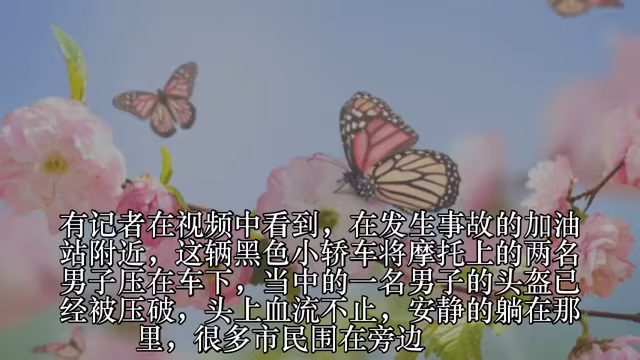 有记者在视频中看到，在发生事故的加油
站附近，这辆黑色小轿车将摩托上的两名
男子压在车下，当中的一名男子的头盔已
经被压破，头上血流不止，安静的躺在那
里，很多市民围在旁边